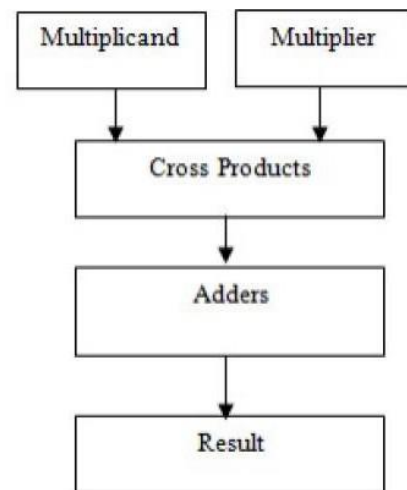 Multiplicand
Multiplier
Cross Products
Adders
Result